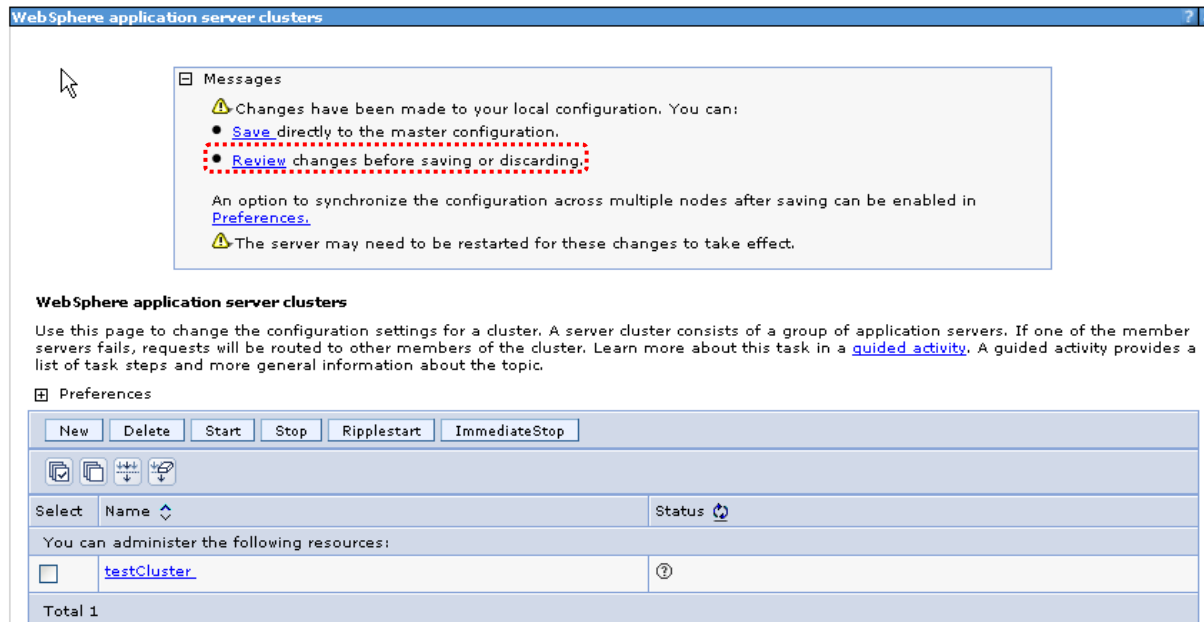 WebSphere application server clusters
?
Messages
Changes have been made to your local configuration. You can:
Save directly to the master configuration.
Review changes before saving or discarding.
An option to synchronize the configuration across multiple nodes after saving can be enabled in
Preferences.
The server may need to be restarted for these changes to take effect.
WebSphere application server clusters
Use this page to change the configuration settings for a cluster. A server cluster consists of a group of application servers. If one of the member
servers fails, requests will be routed to other members of the cluster. Learn more about this task in a guided activity. A guided activity provides a
list of task steps and more general information about the topic.
Preferences
New Delete Start Stop Ripplestart ImmediateStop
Select Name Status
You can administer the following resources:
testCluster ?
Total 1